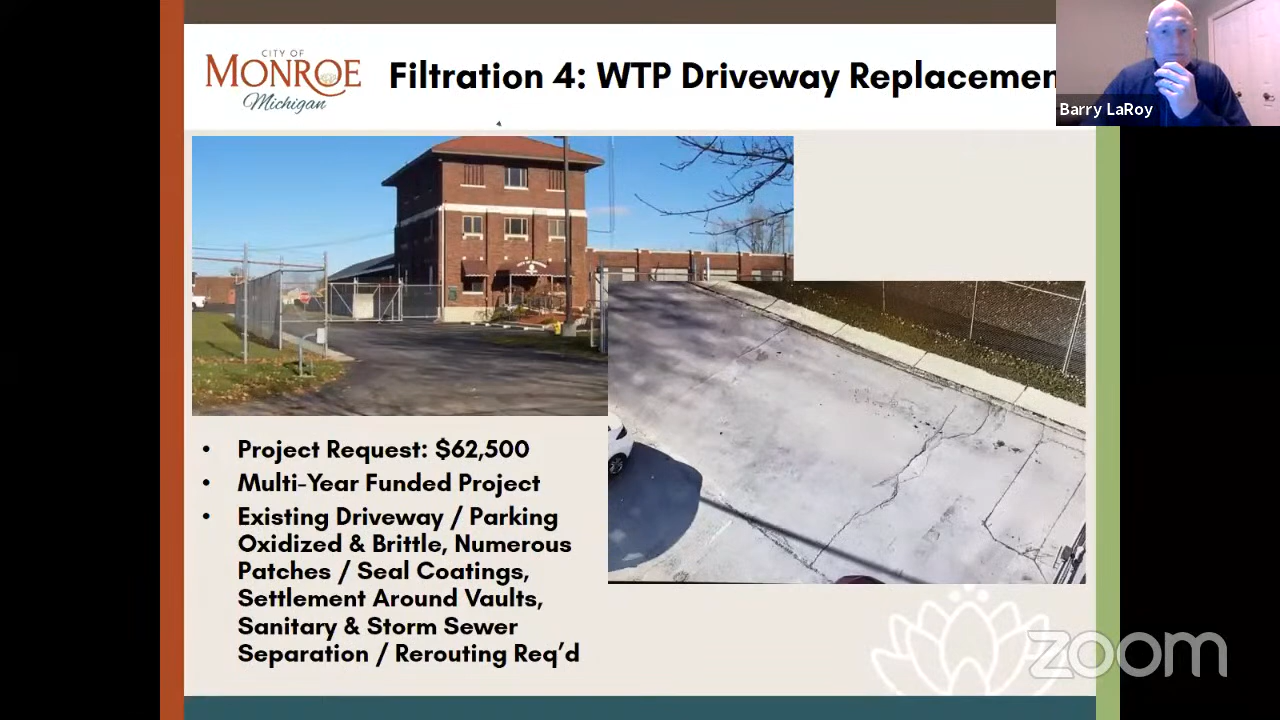 CITY OF
MONROE
Michigan
Filtration 4: WTP Driveway Replacemen
Barry LaRoy
• Project Request: $62,500
• Multi-Year Funded Project
• Existing Driveway / Parking
Oxidized & Brittle, Numerous
Patches / Seal Coatings,
Settlement Around Vaults,
Sanitary & Storm Sewer
Separation / Rerouting Req’d
zoom